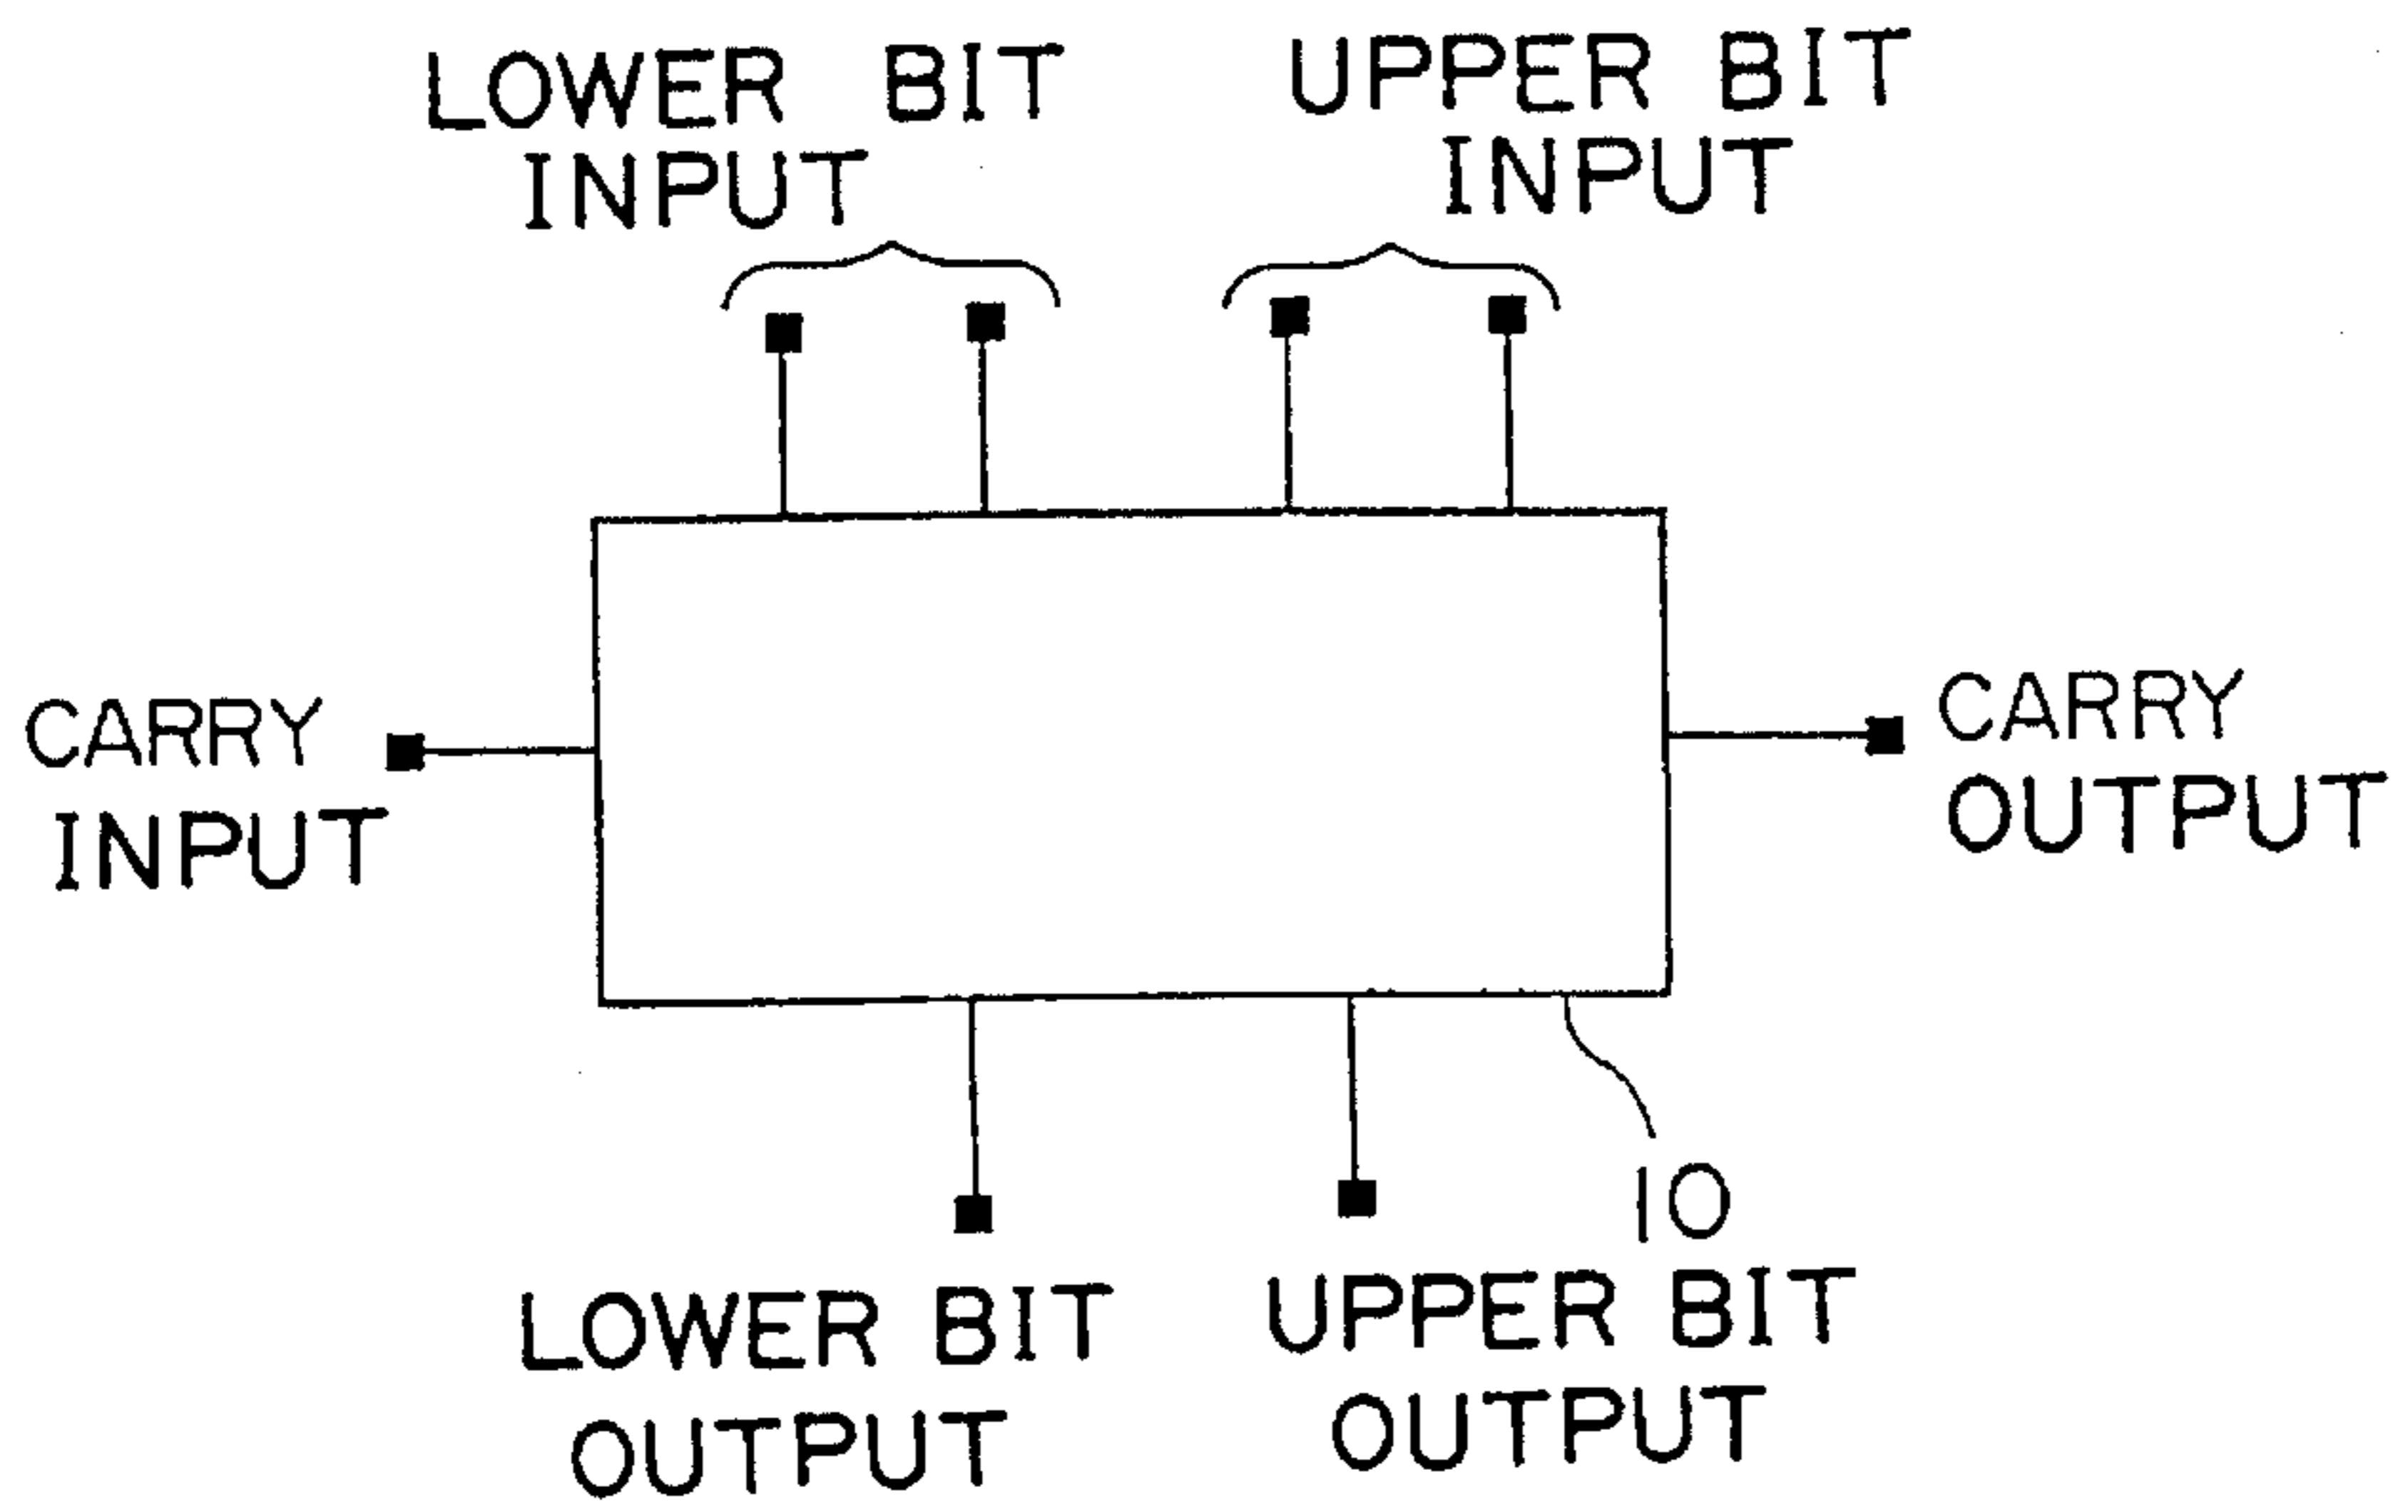 LOWER BIT
INPUT
UPPER BIT
INPUT
CARRY
INPUT
CARRY
OUTPUT
10
LOWER BIT
OUTPUT
UPPER BIT
OUTPUT